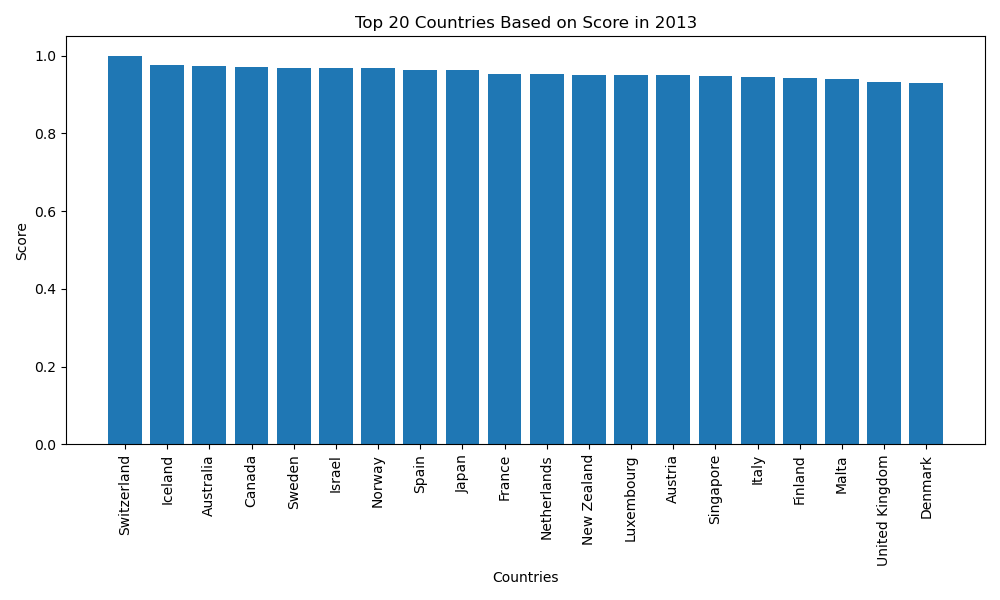 Top 20 Countries Based on Score in 2013
Score
1.0
0.8
0.6
0.4
0.2
0.0
Switzerland
Iceland
Australia
Canada
Sweden
Israel
Norway
Spain
Japan
France
Netherlands
New Zealand
Luxembourg
Austria
Singapore
Italy
Finland
Malta
United Kingdom
Denmark
Countries